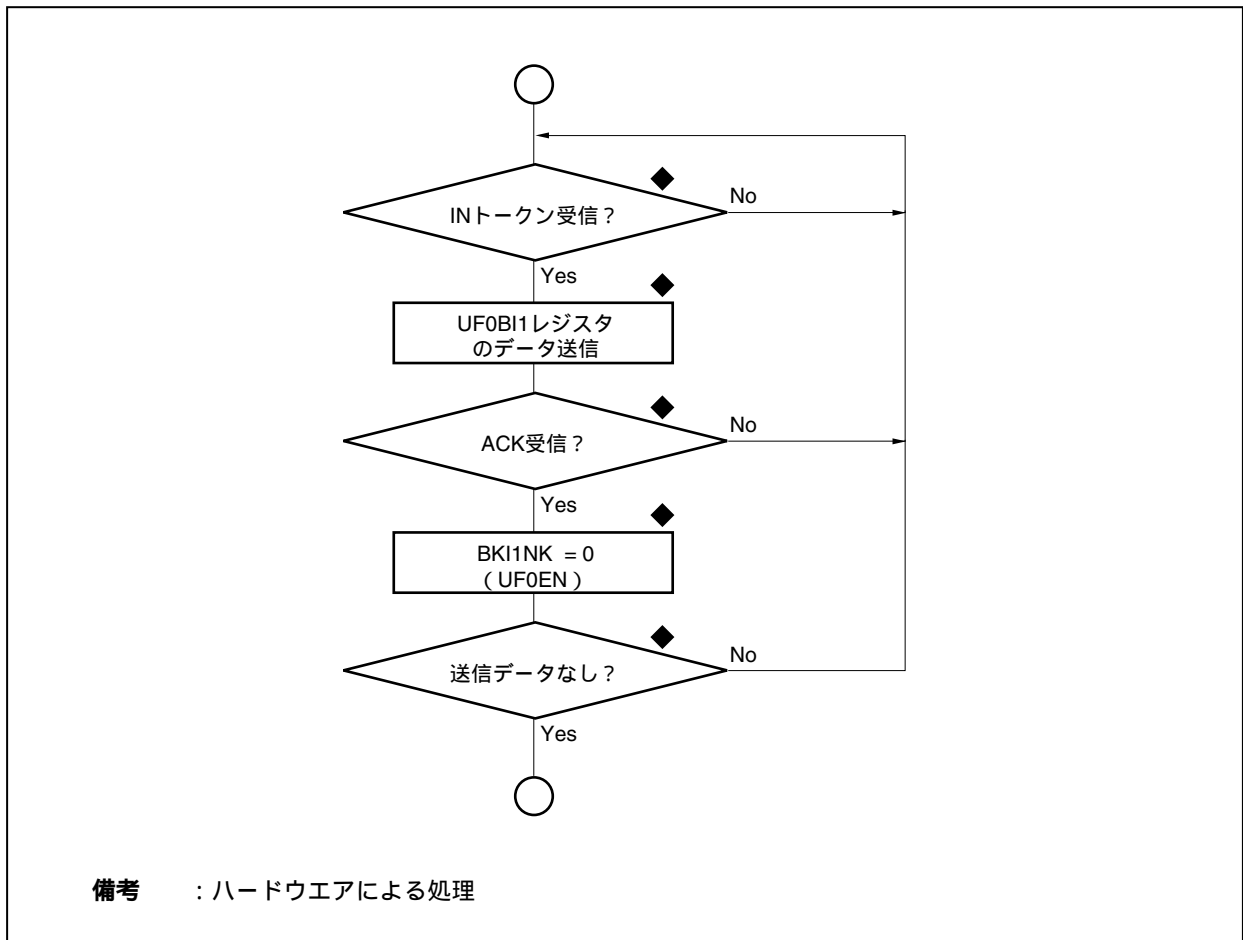 INトークン受信？
No
Yes
UF0BI1レジスタ
のデータ送信
ACK受信？
No
Yes
BKI1NK = 0
（UF0EN）
送信データなし？
No
Yes
備考 ：ハードウエアによる処理